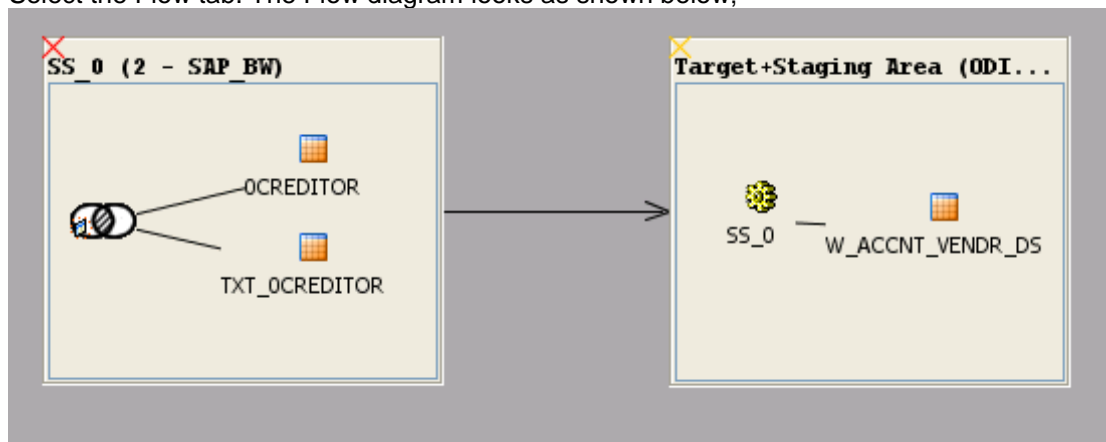 Select the Flow tab. The Flow diagram looks as shown below,
SS_0 (2 - SAP_BW)
0CREDITOR
TXT_0CREDITOR
Target+Staging Area (ODI...
SS_0
W_ACCNT_VENDR_DS